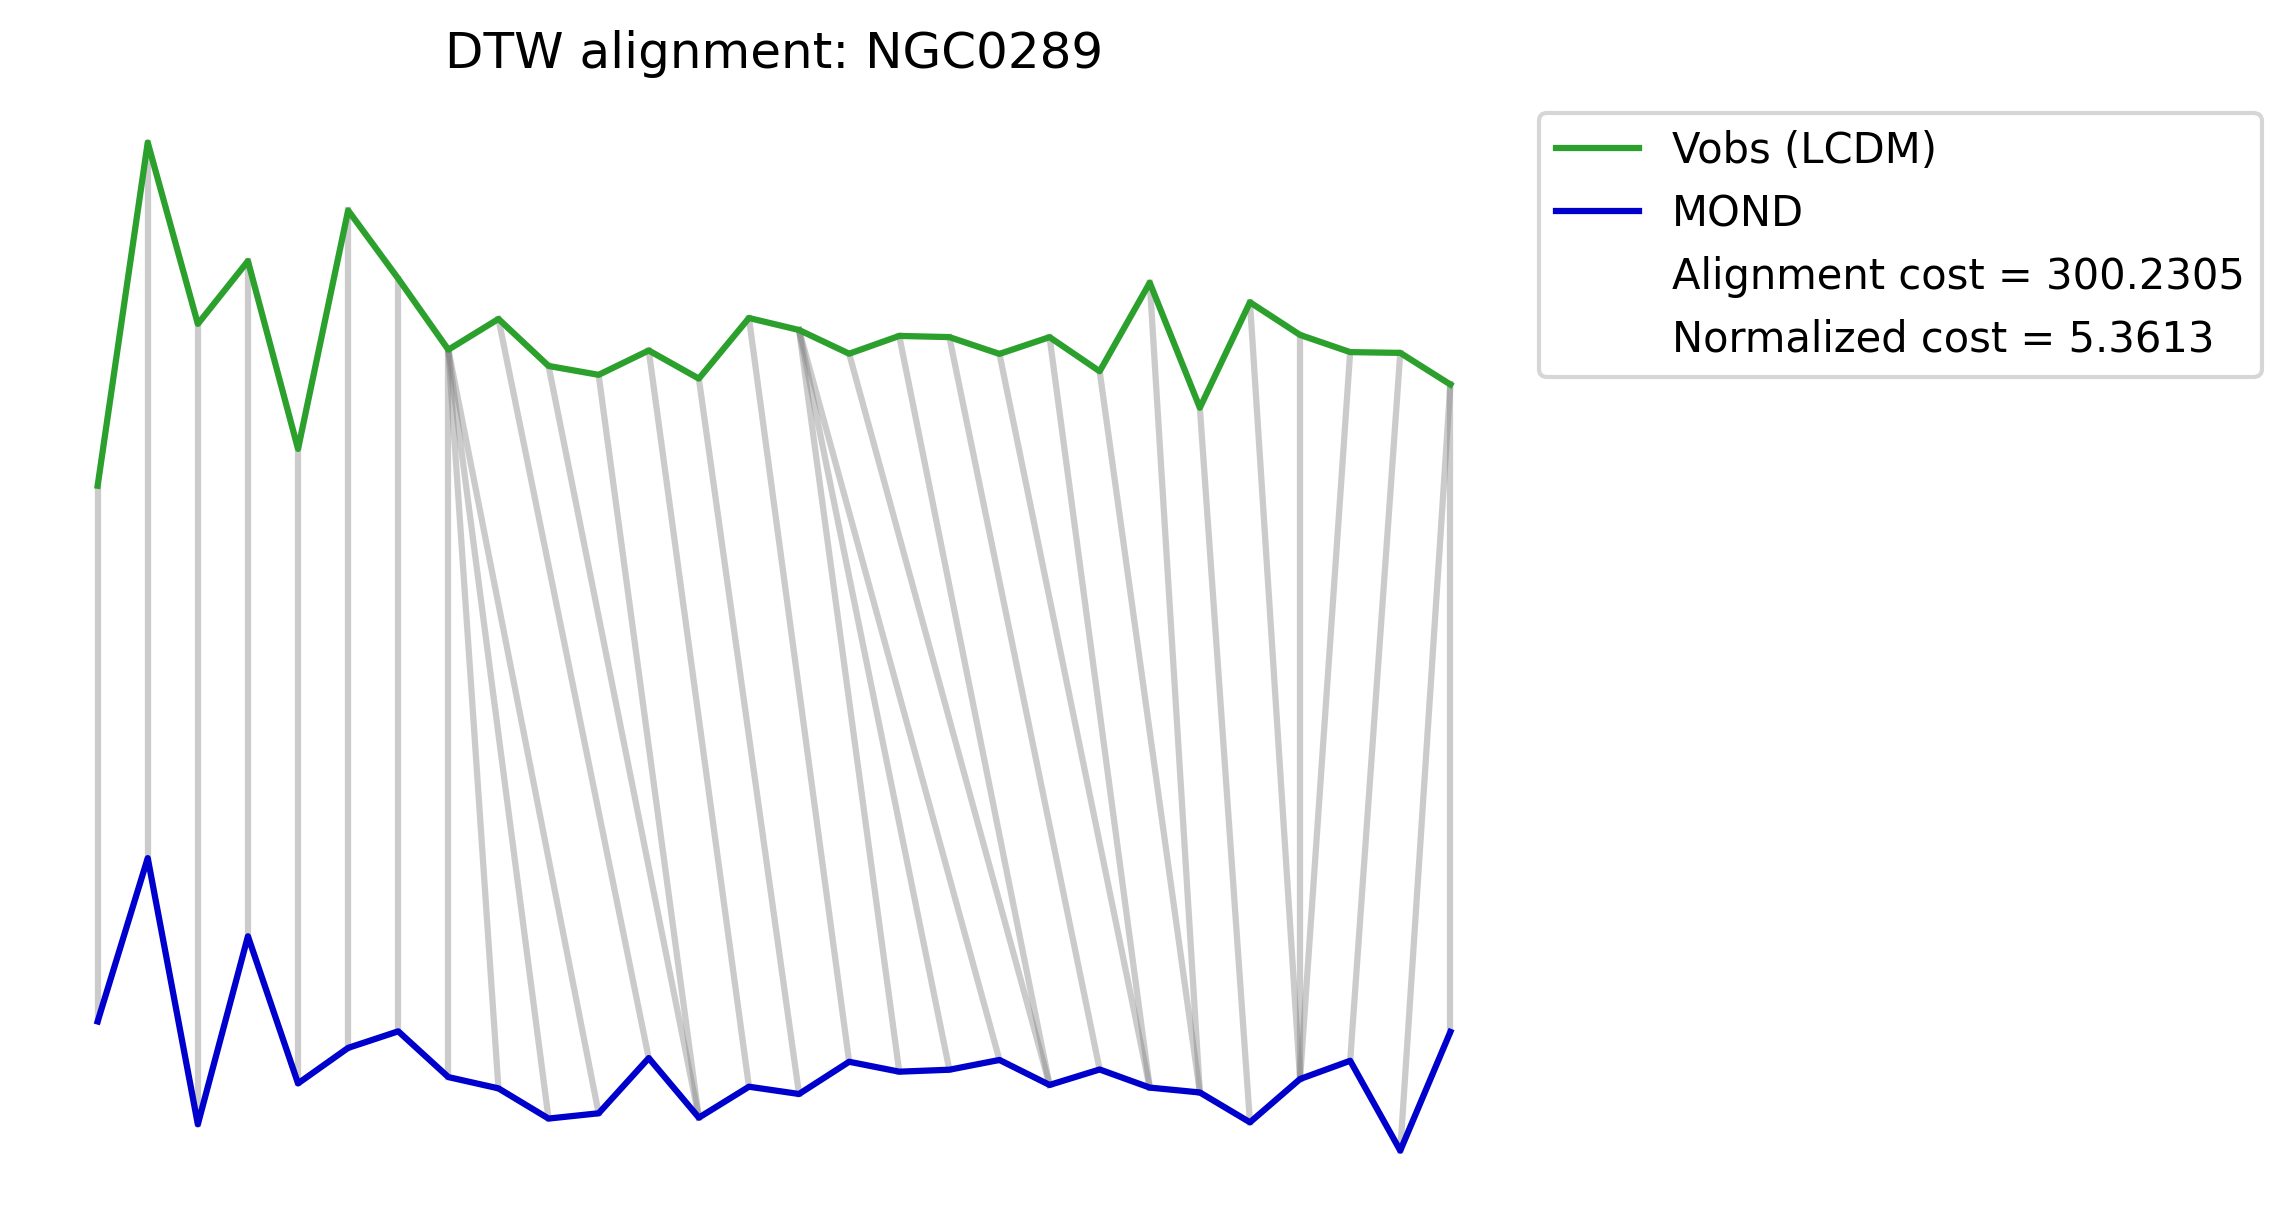 DTW alignment: NGC0289
Vobs (LCDM)
MOND
Alignment cost = 300.2305
Normalized cost = 5.3613